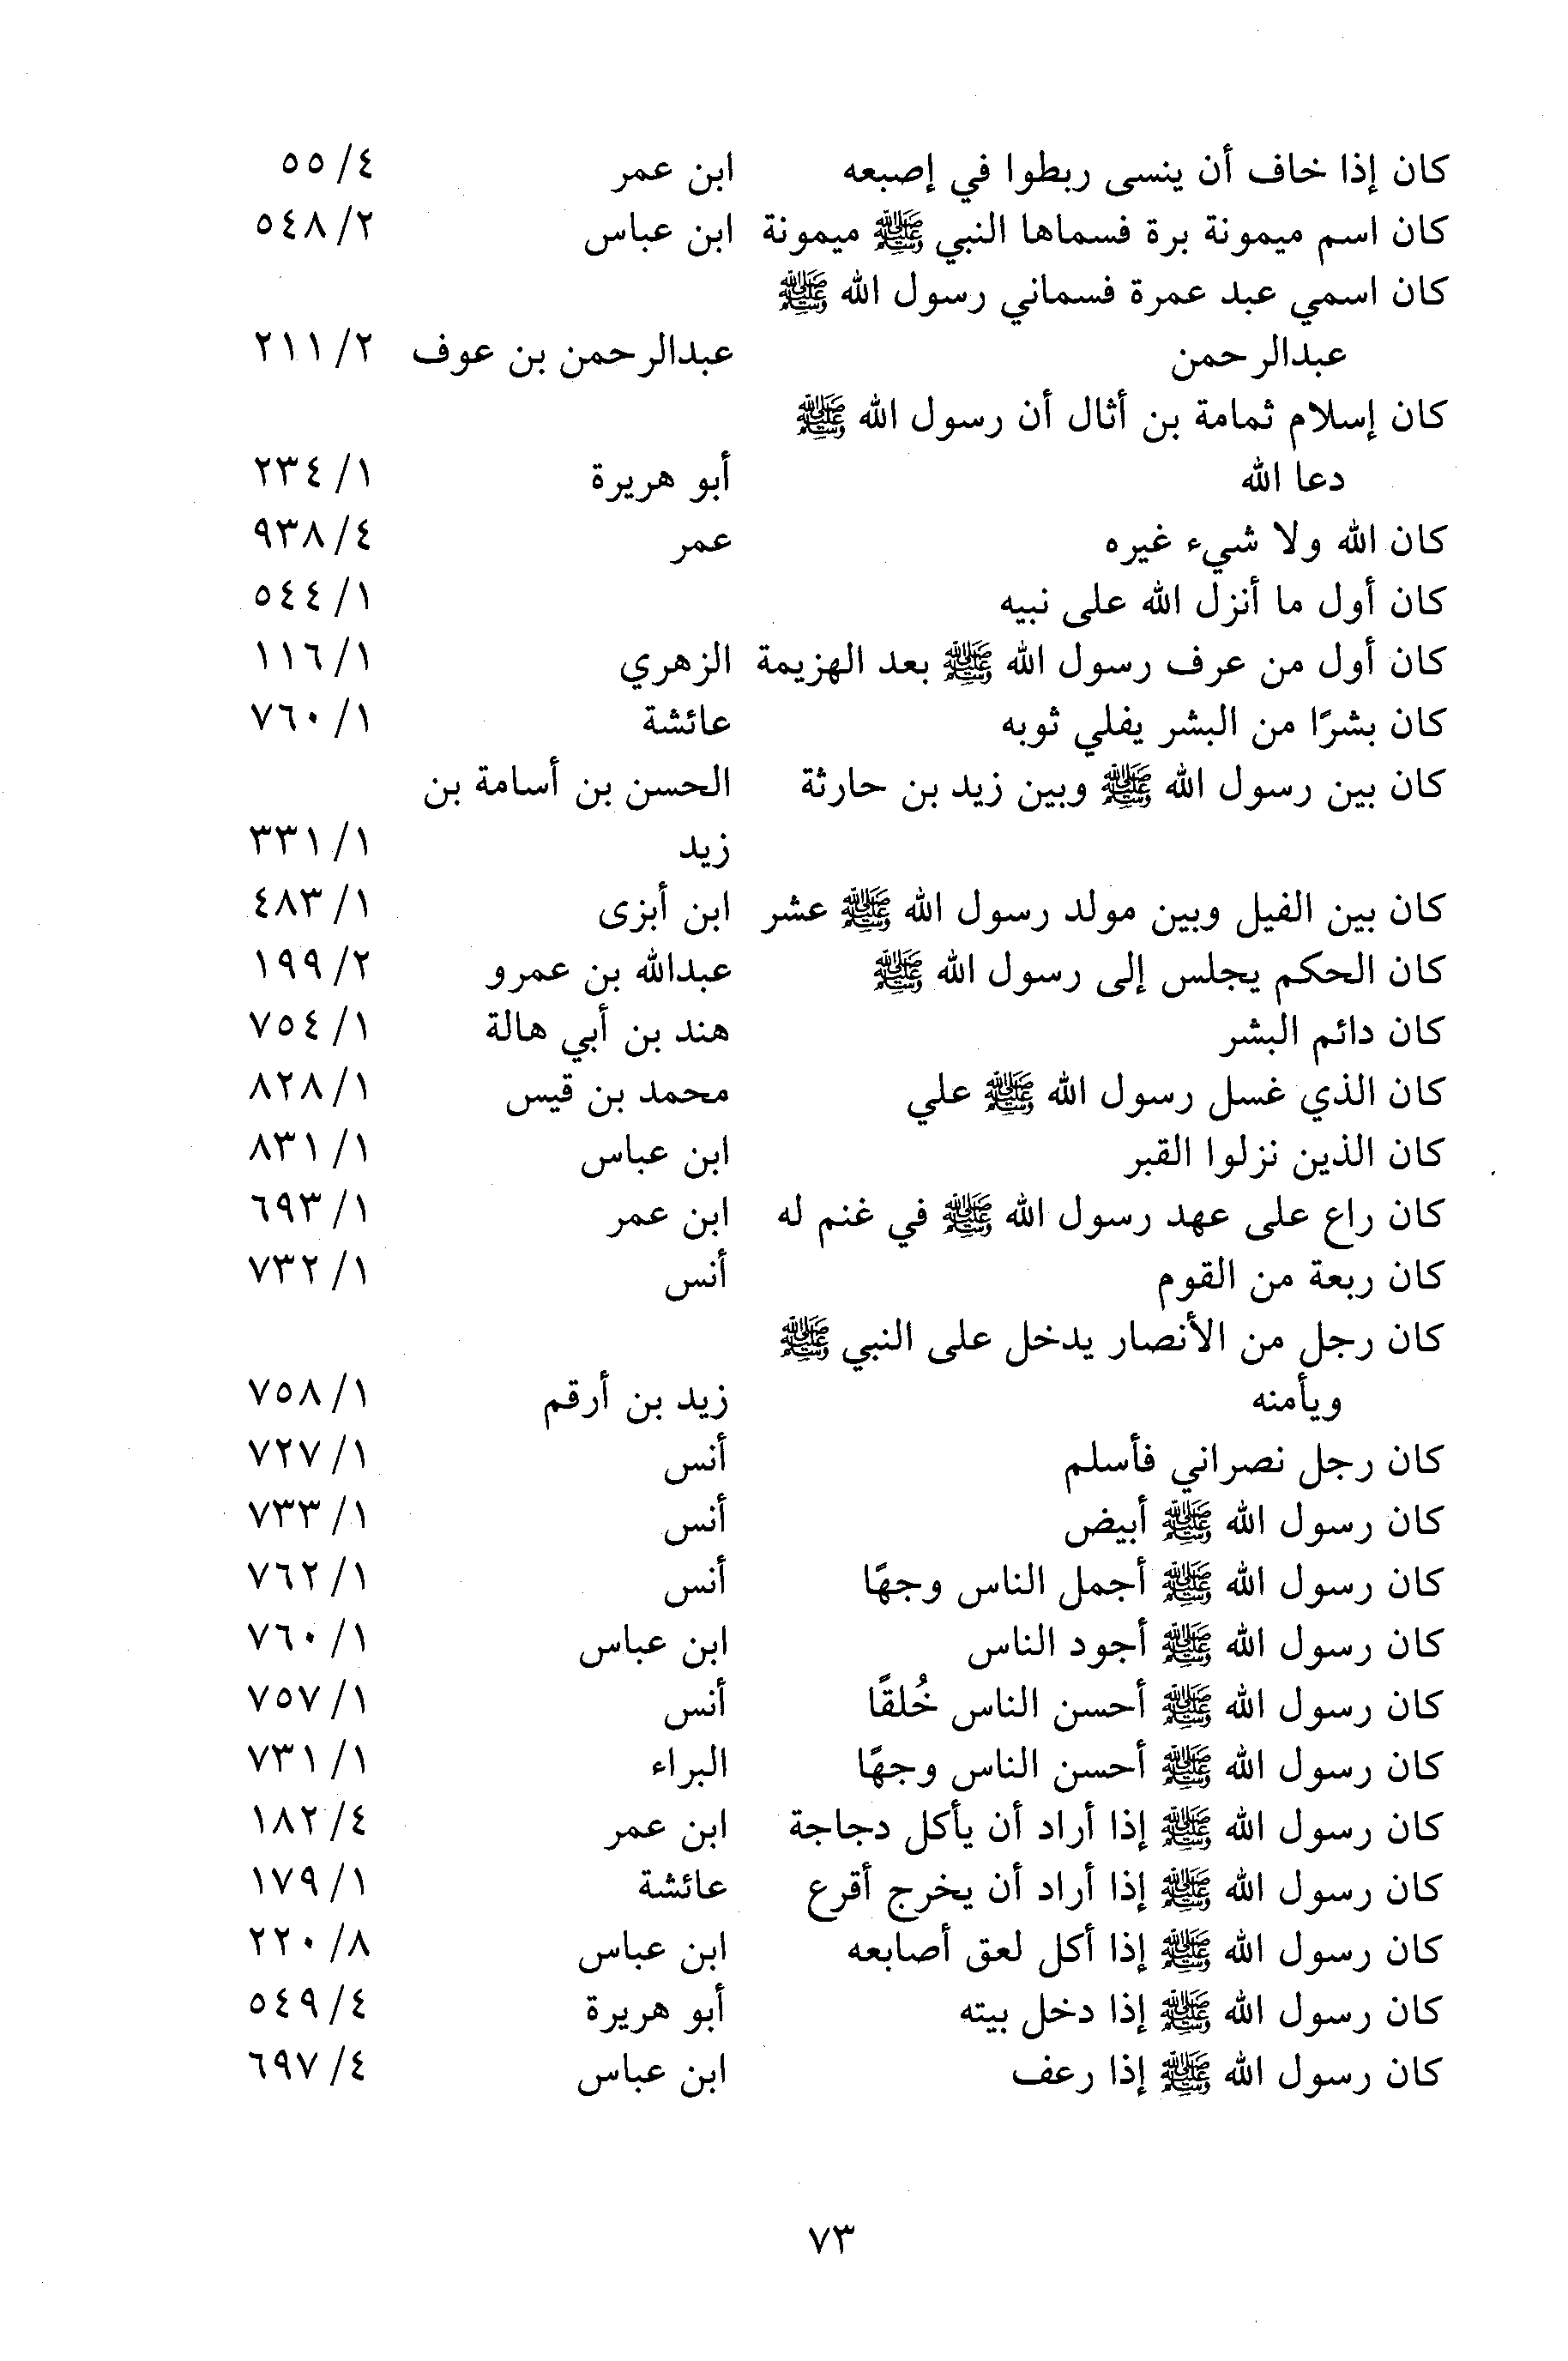 كان إذا خاف أن ينسى ربطوا في إصبعه ابن عمر ٤/ ٥٥
كان اسم ميمونة برة فسماها النبي ﷺ ميمونة ابن عباس ٢/ ٥٤٨
كان اسمي عبد عمرة فسماني رسول الله ﷺ
عبدالرحمن عبدالرحمن بن عوف ٢/ ٢١١
كان إسلام ثمامة بن أثال أن رسول الله ﷺ
دعا الله أبو هريرة ١/ ٢٣٤
كان الله ولا شيء غيره عمر ٤/ ٩٣٨
كان أول ما أنزل الله على نبيه ١/ ٥٤٤
كان أول من عرف رسول الله ﷺ بعد الهزيمة الزهري ١/ ١١٦
كان بشرًا من البشر يفلي ثوبه عائشة ١/ ٧٦٠
كان بين رسول الله ﷺ وبين زيد بن حارثة الحسن بن أسامة بن
زيد ١/ ٣٣١
كان بين الفيل وبين مولد رسول الله ﷺ عشر ابن أبزى ١/ ٤٨٣
كان الحكم يجلس إلى رسول الله ﷺ عبدالله بن عمرو ٢/ ١٩٩
كان دائم البشر هند بن أبي هالة ١/ ٧٥٤
كان الذي غسل رسول الله ﷺ علي محمد بن قيس ١/ ٨٢٨
كان الذين نزلوا القبر ابن عباس ١/ ٨٣١
كان راع على عهد رسول الله ﷺ في غنم له ابن عمر ١/ ٦٩٣
كان ربعة من القوم أنس ١/ ٧٣٢
كان رجل من الأنصار يدخل على النبي ﷺ
ويأمنه زيد بن أرقم ١/ ٧٥٨
كان رجل نصراني فأسلم أنس ١/ ٧٢٧
كان رسول الله ﷺ أبيض أنس ١/ ٧٣٣
كان رسول الله ﷺ أجمل الناس وجهًا أنس ١/ ٧٦٢
كان رسول الله ﷺ أجود الناس ابن عباس ١/ ٧٦٠
كان رسول الله ﷺ أحسن الناس خُلقًا أنس ١/ ٧٥٧
كان رسول الله ﷺ أحسن الناس وجهًا البراء ١/ ٧٣١
كان رسول الله ﷺ إذا أراد أن يأكل دجاجة ابن عمر ٤/ ١٨٢
كان رسول الله ﷺ إذا أراد أن يخرج أقرع عائشة ١/ ١٧٩
كان رسول الله ﷺ إذا أكل لعق أصابعه ابن عباس ٨/ ٢٢٠
كان رسول الله ﷺ إذا دخل بيته أبو هريرة ٤/ ٥٤٩
كان رسول الله ﷺ إذا رعف ابن عباس ٤/ ٦٩٧
٧٣